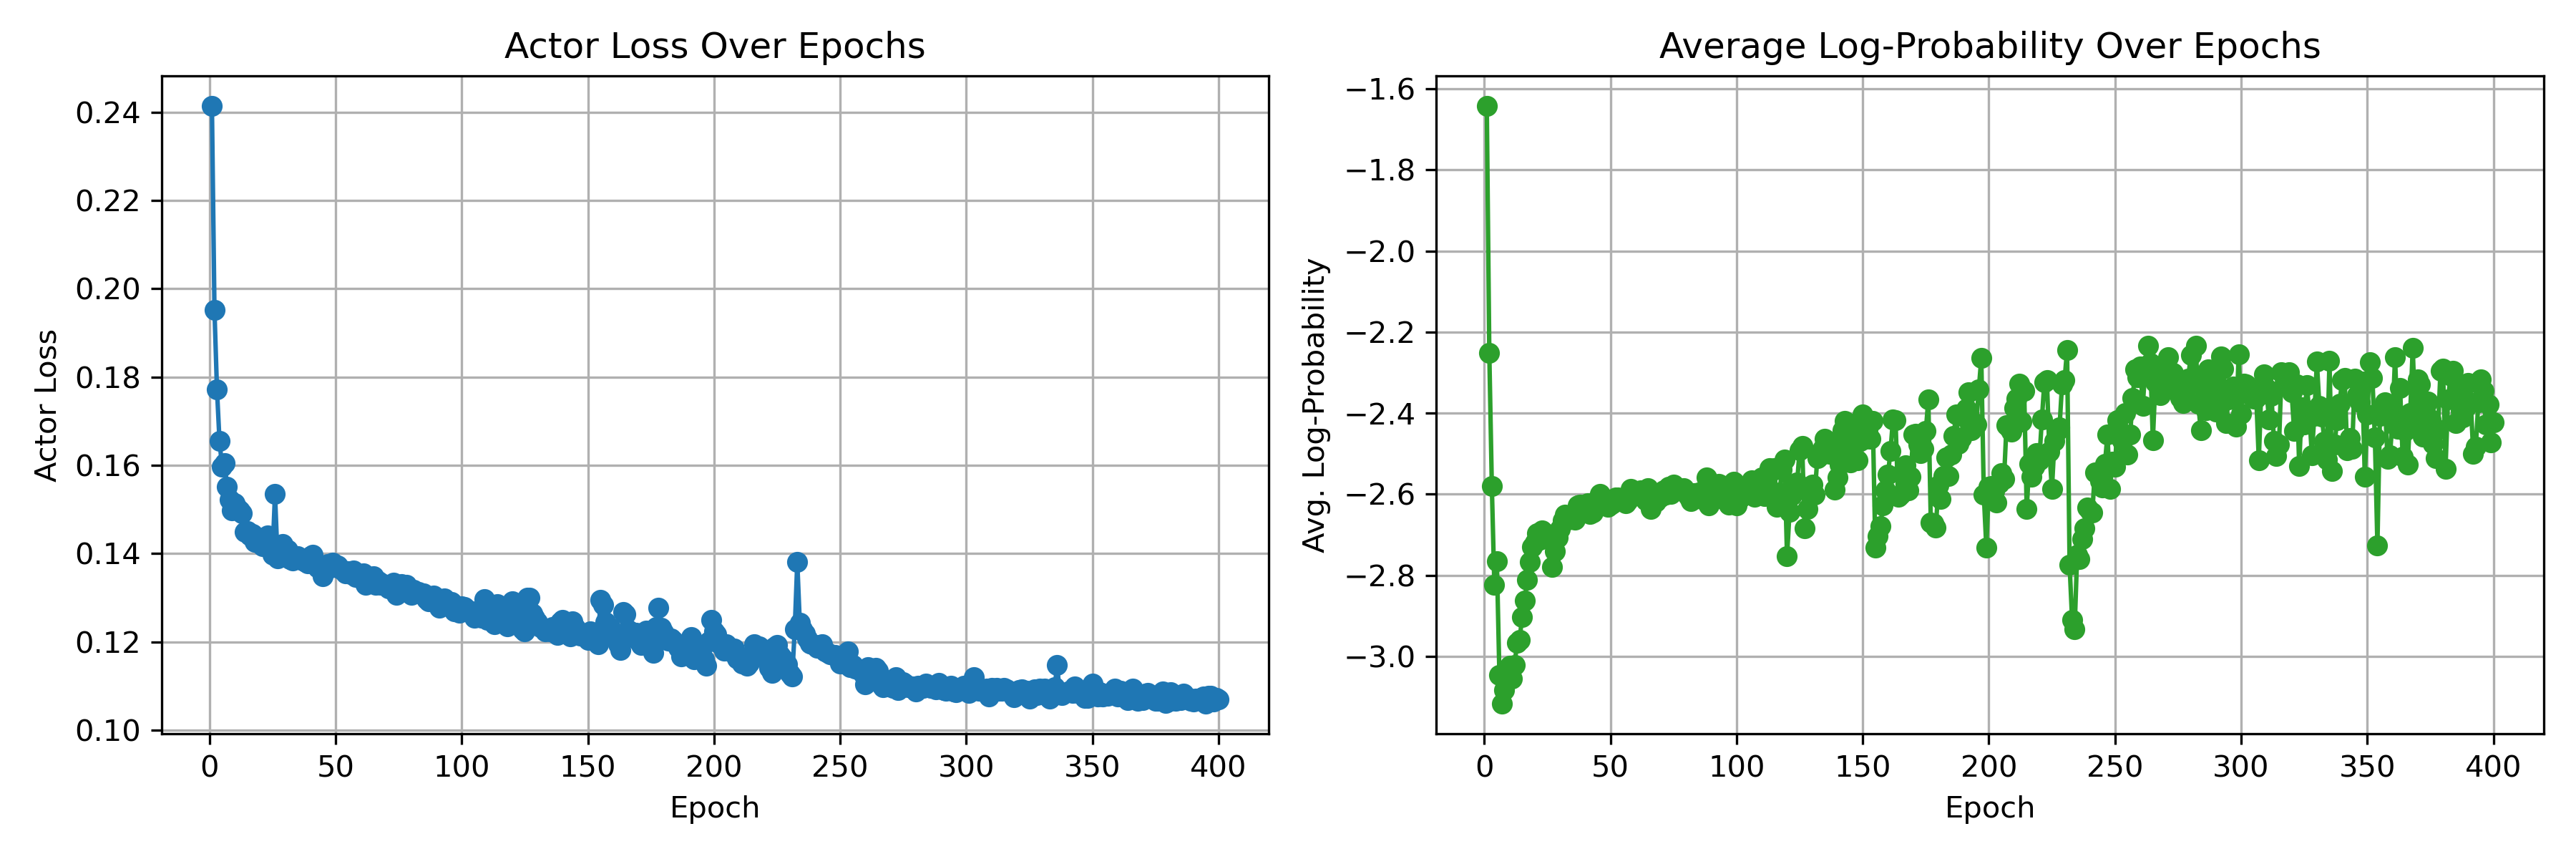 Actor Loss Over Epochs
0.24
0.22
0.20
0.18
0.16
0.14
0.12
0.10
Actor Loss
0 50 100 150 200 250 300 350 400
Epoch
Average Log-Probability Over Epochs
−1.6
−1.8
−2.0
−2.2
−2.4
−2.6
−2.8
−3.0
Avg. Log-Probability
0 50 100 150 200 250 300 350 400
Epoch